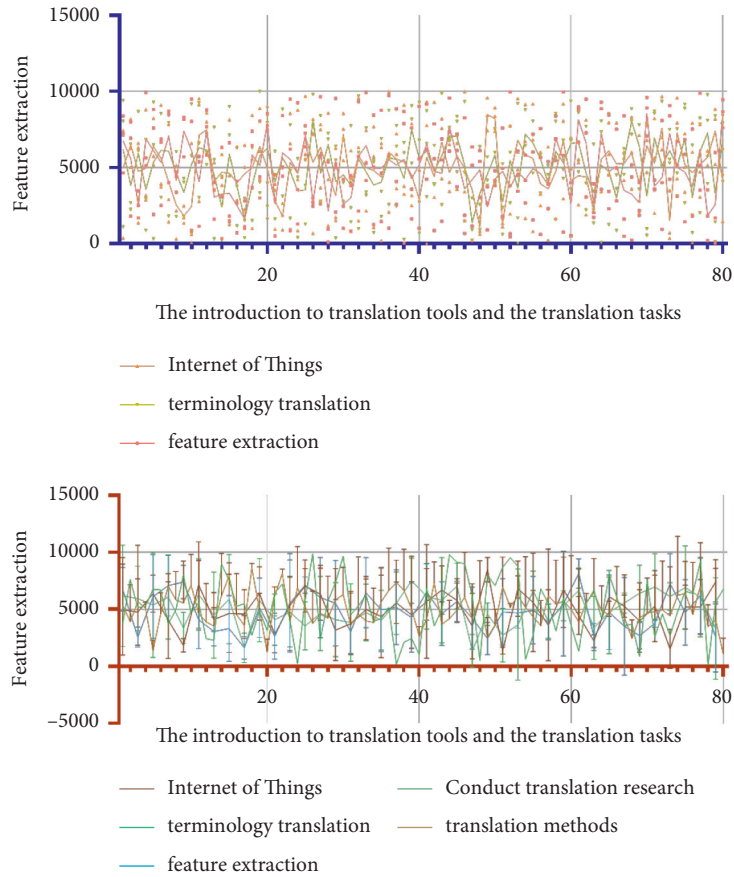 15000
10000
5000
0
Feature extraction
20 40 60 80
The introduction to translation tools and the translation tasks
Internet of Things
terminology translation
feature extraction
15000
10000
5000
0
–5000
Feature extraction
20 40 60 80
The introduction to translation tools and the translation tasks
Internet of Things
terminology translation
feature extraction
Conduct translation research
translation methods